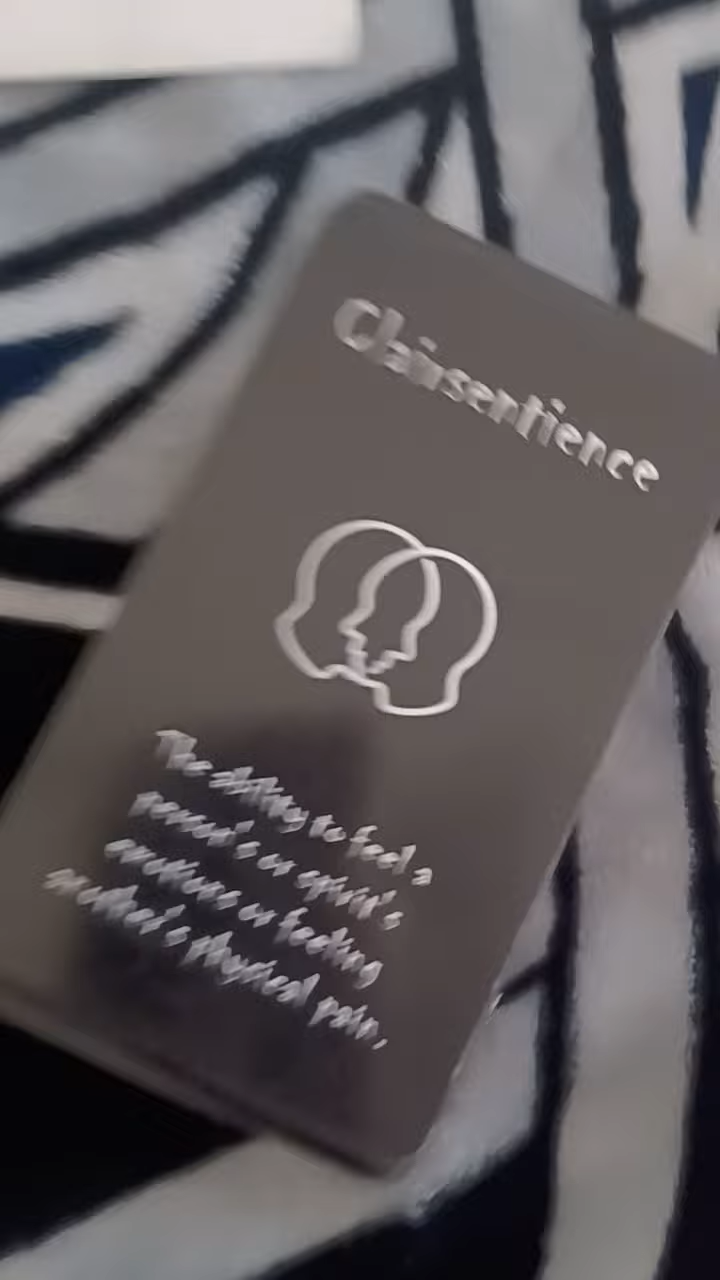 Clairsentience
The ability to feel a
person's or spirit's
emotions or feeling
another's physical pain.